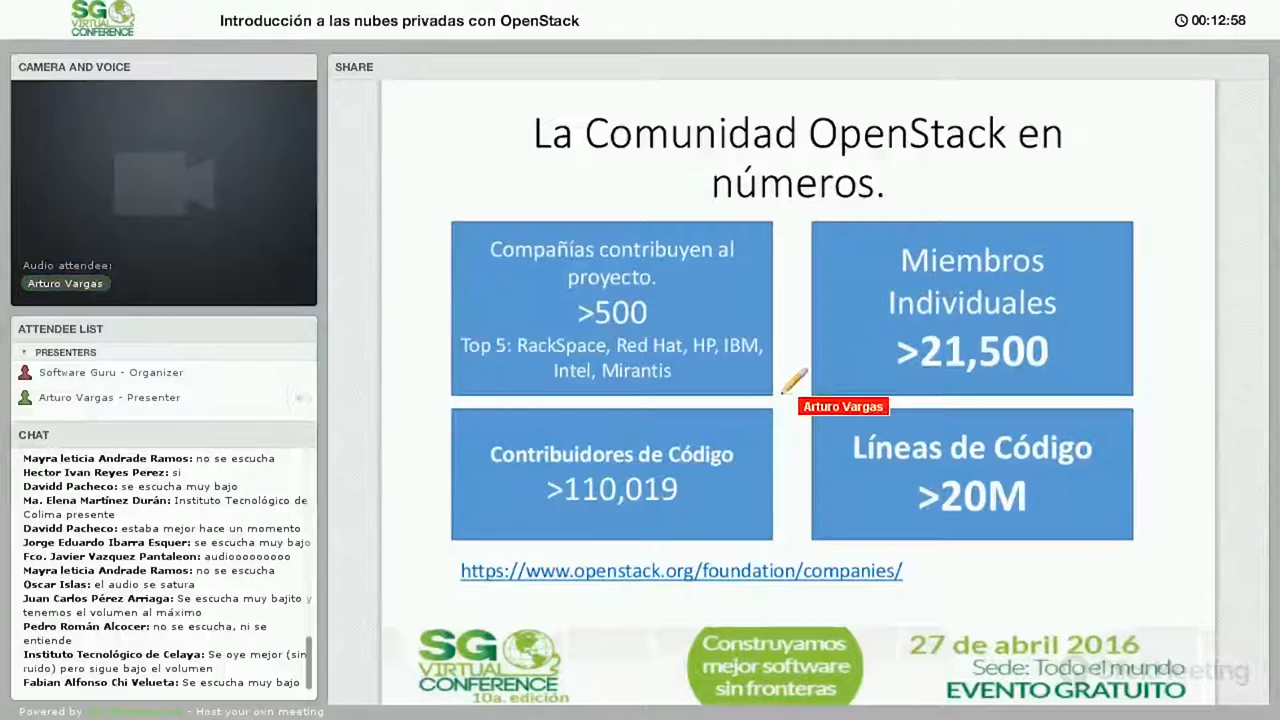 SG
VIRTUAL
CONFERENCE
Introducción a las nubes privadas con OpenStack
00:12:58
CAMERA AND VOICE
Audio attendee:
Arturo Vargas
ATTENDEE LIST
PRESENTERS
Software Guru - Organizer
Arturo Vargas - Presenter
CHAT
Mayra leticia Andrade Ramos: no se escucha
Hector Ivan Reyes Perez: si
Davidd Pacheco: se escucha muy bajo
Ma. Elena Martínez Durán: Instituto Tecnológico de
Colima presente
Davidd Pacheco: estaba mejor hace un momento
Jorge Eduardo Ibarra Esquer: se escucha muy bajo
Fco. Javier Vazquez Pantaleon: audiooooooooo
Mayra leticia Andrade Ramos: no se escucha
Oscar Islas: el audio se satura
Juan Carlos Pérez Arriaga: Se escucha muy bajito y
tenemos el volumen al máximo
Pedro Román Alcocer: no se escucha, ni se
entiende
Instituto Tecnológico de Celaya: Se oye mejor (sin
ruido) pero sigue bajo el volumen
Fabian Alfonso Chi Velueta: Se escucha muy bajo
Powered by - Host your own meeting
SHARE
La Comunidad OpenStack en
números.
Compañías contribuyen al
proyecto.
>500
Top 5: RackSpace, Red Hat, HP, IBM,
Intel, Mirantis
Miembros
Individuales
>21,500
Arturo Vargas
Contribuidores de Código
>110,019
Líneas de Código
>20M
https://www.openstack.org/foundation/companies/
SG
VIRTUAL
CONFERENCE
10a. edición
Construyamos
mejor software
sin fronteras
27 de abril 2016
Sede: Todo el mundo
EVENTO GRATUITO